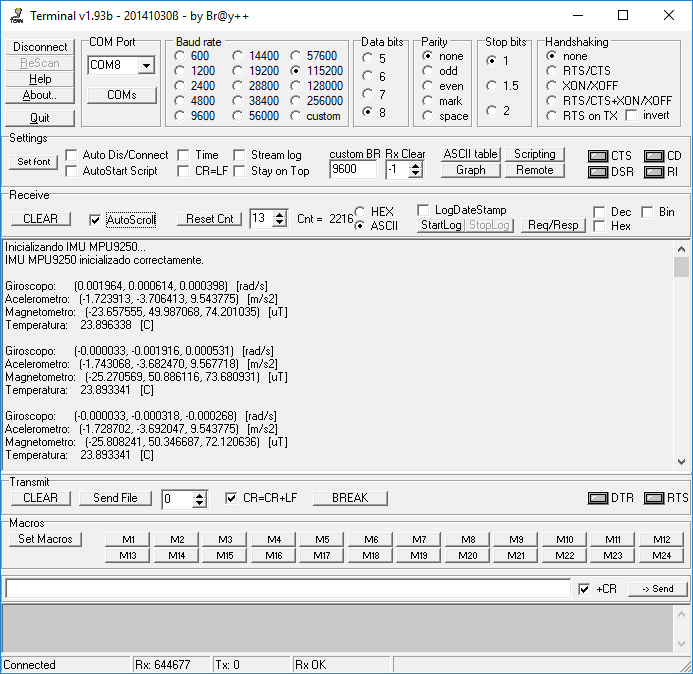 Terminal v1.93b - 20141030ß - by Br@y++
Disconnect
ReScan
Help
About..
Quit
COM Port
COM8
COMs
Baud rate
600 14400 57600
1200 19200 115200
2400 28800 128000
4800 38400 256000
9600 56000 custom
Data bits
5
6
7
8
Parity
none
odd
even
mark
space
Stop bits
1
1.5
2
Handshaking
none
RTS/CTS
XON/XOFF
RTS/CTS+XON/XOFF
RTS on TX invert
Settings
Set font
Auto Dis/Connect Time Stream log
AutoStart Script CR=LF Stay on Top
custom BR Rx Clear
9600 -1
ASCII table Scripting
Graph Remote
CTS CD
DSR RI
Receive
CLEAR AutoScroll Reset Cnt 13 Cnt = 2216
HEX
ASCII
LogDateStamp
StartLog StopLog Req/Resp
Dec Bin
Hex
Inicializando IMU MPU9250...
IMU MPU9250 inicializado correctamente.
Giroscopo: (0.001964, 0.000614, 0.000398) [rad/s]
Acelerometro: (-1.723913, -3.706413, 9.543775) [m/s2]
Magnetometro: (-23.657555, 49.987068, 74.201035) [uT]
Temperatura: 23.896338 [C]
Giroscopo: (-0.000033, -0.001916, 0.000531) [rad/s]
Acelerometro: (-1.743068, -3.682470, 9.567718) [m/s2]
Magnetometro: (-25.270569, 50.886116, 73.680931) [uT]
Temperatura: 23.893341 [C]
Giroscopo: (-0.000033, -0.000318, -0.000268) [rad/s]
Acelerometro: (-1.728702, -3.692047, 9.543775) [m/s2]
Magnetometro: (-25.808241, 50.346687, 72.120636) [uT]
Temperatura: 23.893341 [C]
Transmit
CLEAR Send File 0 CR=CR+LF BREAK DTR RTS
Macros
Set Macros
M1 M2 M3 M4 M5 M6 M7 M8 M9 M10 M11 M12
M13 M14 M15 M16 M17 M18 M19 M20 M21 M22 M23 M24
+CR -> Send
Connected Rx: 644677 Tx: 0 Rx OK